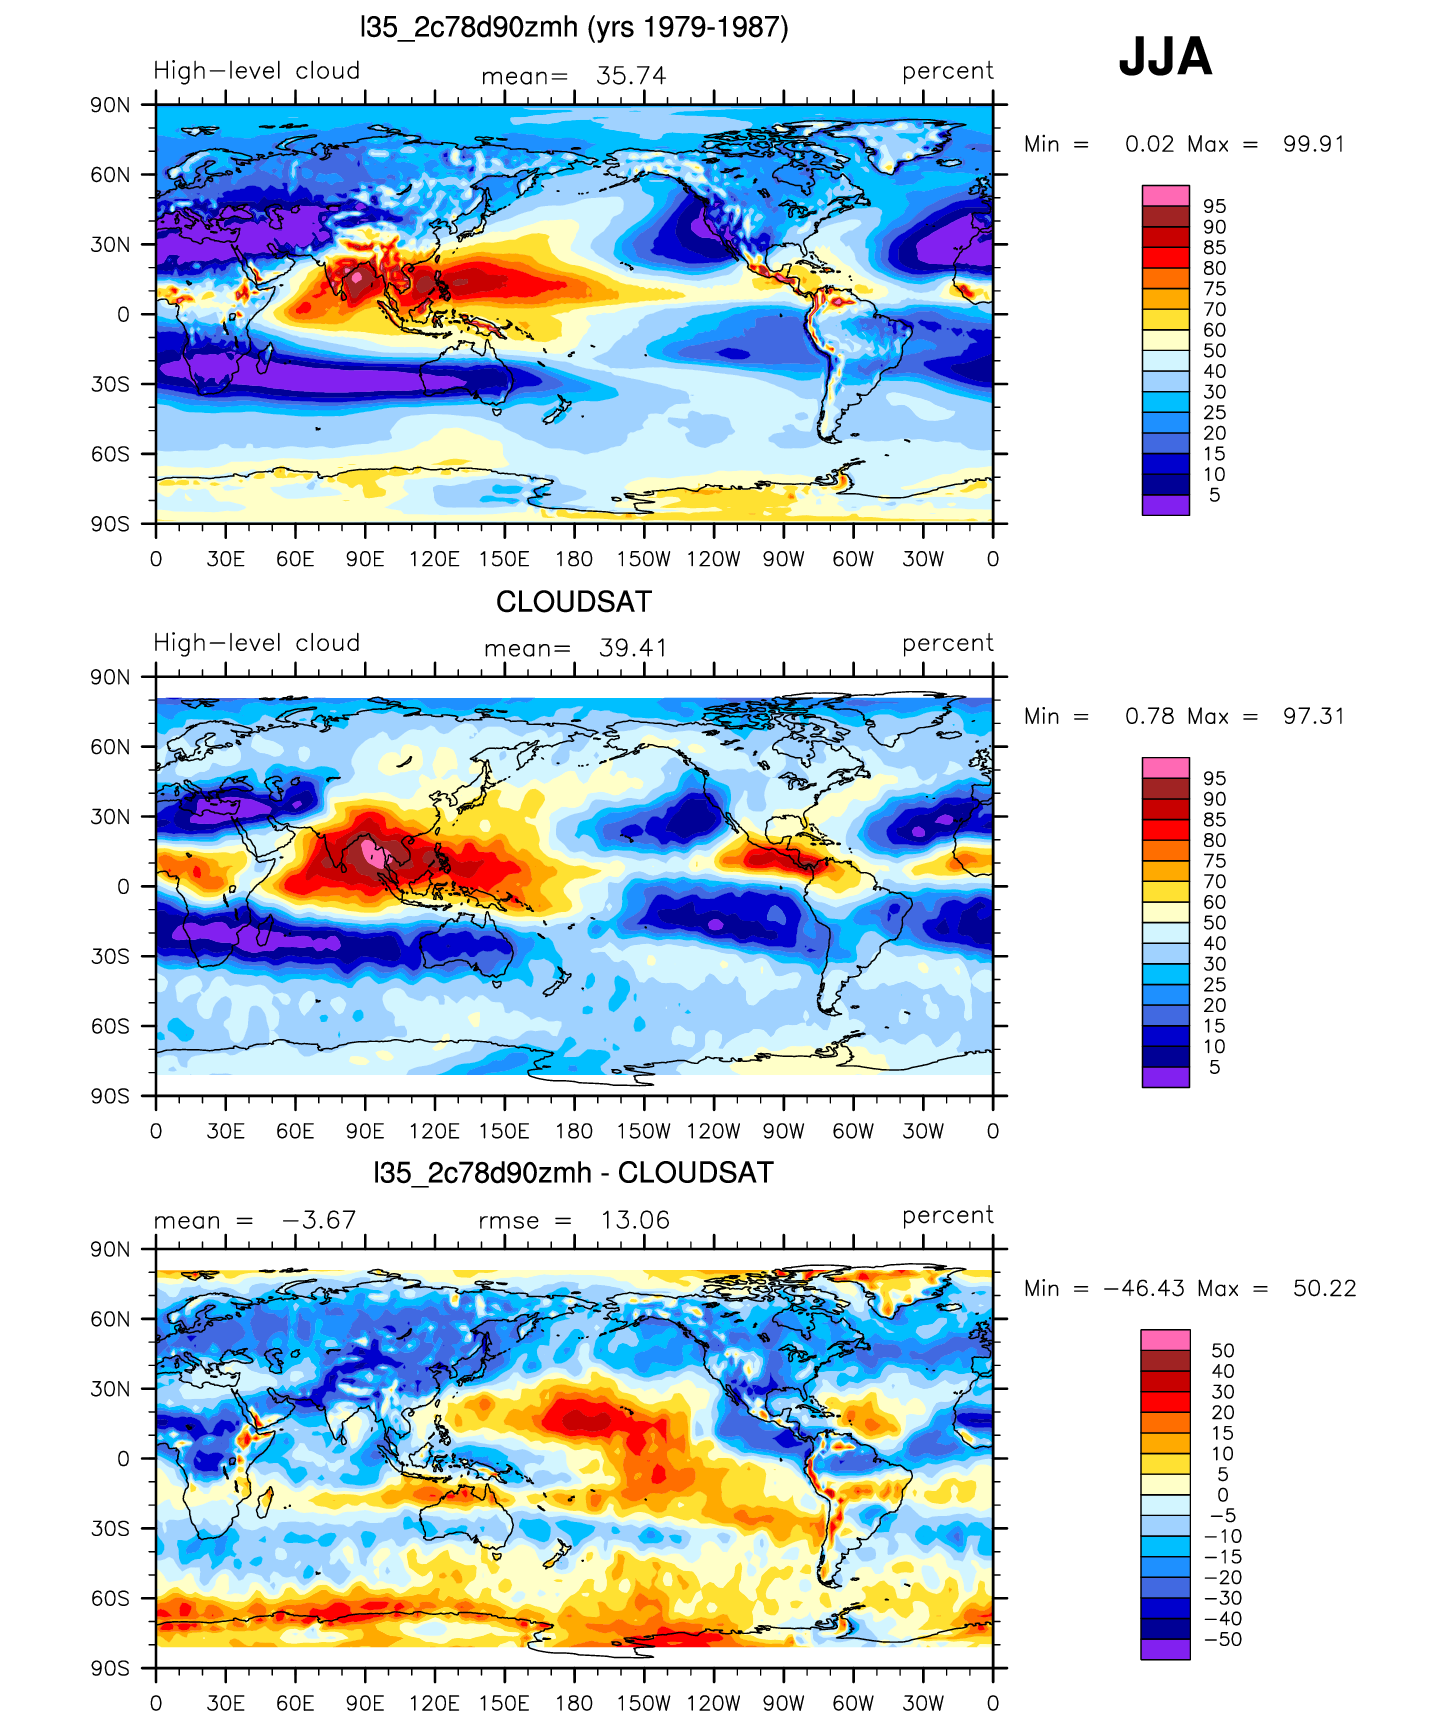 l35_2c78d90zmh (yrs 1979-1987)
JJA
High-level cloud mean= 35.74 percent
Min = 0.02 Max = 99.91
90N
60N
30N
0
30S
60S
90S
0 30E 60E 90E 120E 150E 180 150W 120W 90W 60W 30W 0
95
90
85
80
75
70
60
50
40
30
25
20
15
10
5
CLOUDSAT
High-level cloud mean= 39.41 percent
Min = 0.78 Max = 97.31
90N
60N
30N
0
30S
60S
90S
0 30E 60E 90E 120E 150E 180 150W 120W 90W 60W 30W 0
95
90
85
80
75
70
60
50
40
30
25
20
15
10
5
l35_2c78d90zmh - CLOUDSAT
mean = -3.67 rmse = 13.06 percent
Min = -46.43 Max = 50.22
90N
60N
30N
0
30S
60S
90S
0 30E 60E 90E 120E 150E 180 150W 120W 90W 60W 30W 0
50
40
30
20
15
10
5
0
-5
-10
-15
-20
-30
-40
-50